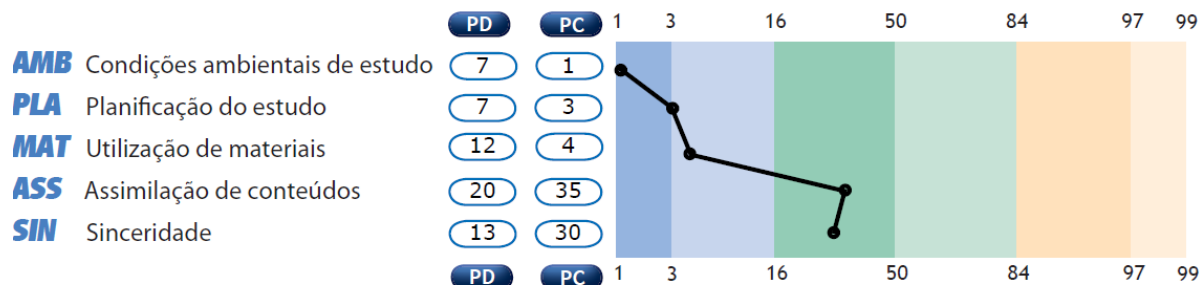 PD PC 1 3 16 50 84 97 99
AMB Condições ambientais de estudo 7 1
PLA Planificação do estudo 7 3
MAT Utilização de materiais 12 4
ASS Assimilação de conteúdos 20 35
SIN Sinceridade 13 30
PD PC 1 3 16 50 84 97 99